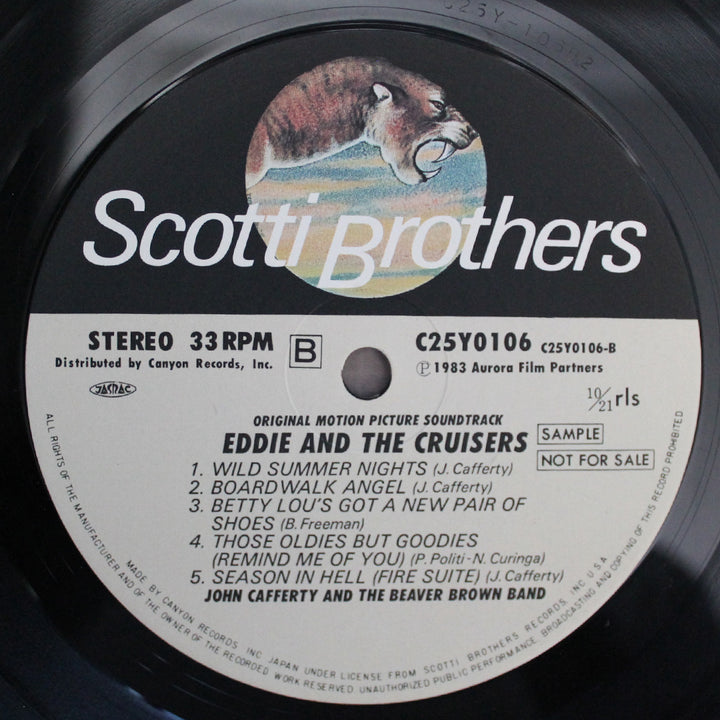 Scotti Brothers
STEREO 33 RPM B C25Y0106 C25Y0106-B
Distributed by Canyon Records, Inc. Ⓟ 1983 Aurora Film Partners
JASRAC
10/21 rls
ORIGINAL MOTION PICTURE SOUNDTRACK
EDDIE AND THE CRUISERS
SAMPLE
NOT FOR SALE
1. WILD SUMMER NIGHTS (J. Cafferty)
2. BOARDWALK ANGEL (J. Cafferty)
3. BETTY LOU'S GOT A NEW PAIR OF
SHOES (B. Freeman)
4. THOSE OLDIES BUT GOODIES
(REMIND ME OF YOU) (P. Politi-N. Curinga)
5. SEASON IN HELL (FIRE SUITE) (J. Cafferty)
JOHN CAFFERTY AND THE BEAVER BROWN BAND
ALL RIGHTS OF THE MANUFACTURER AND OF THE OWNER OF THE RECORDED WORK RESERVED. UNAUTHORIZED PUBLIC PERFORMANCE, BROADCASTING AND COPYING OF THIS RECORD PROHIBITED
MADE BY CANYON RECORDS, INC. JAPAN UNDER LICENSE FROM SCOTTI BROTHERS RECORDS, INC. U.S.A.